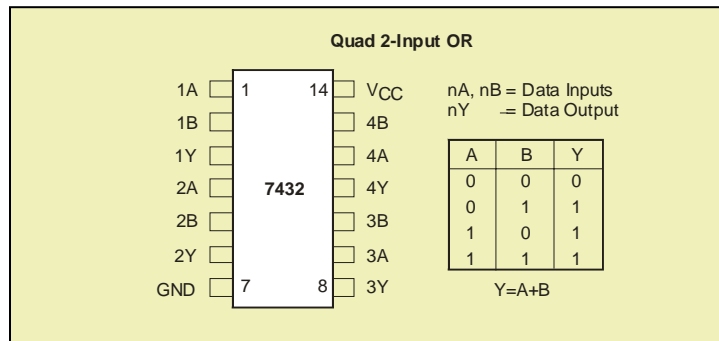 Quad 2-Input OR
1A 1 14 VCC
1B 4B
1Y 4A
2A 7432 4Y
2B 3B
2Y 3A
GND 7 8 3Y
nA, nB = Data Inputs
nY = Data Output
A B Y
0 0 0
0 1 1
1 0 1
1 1 1
Y=A+B